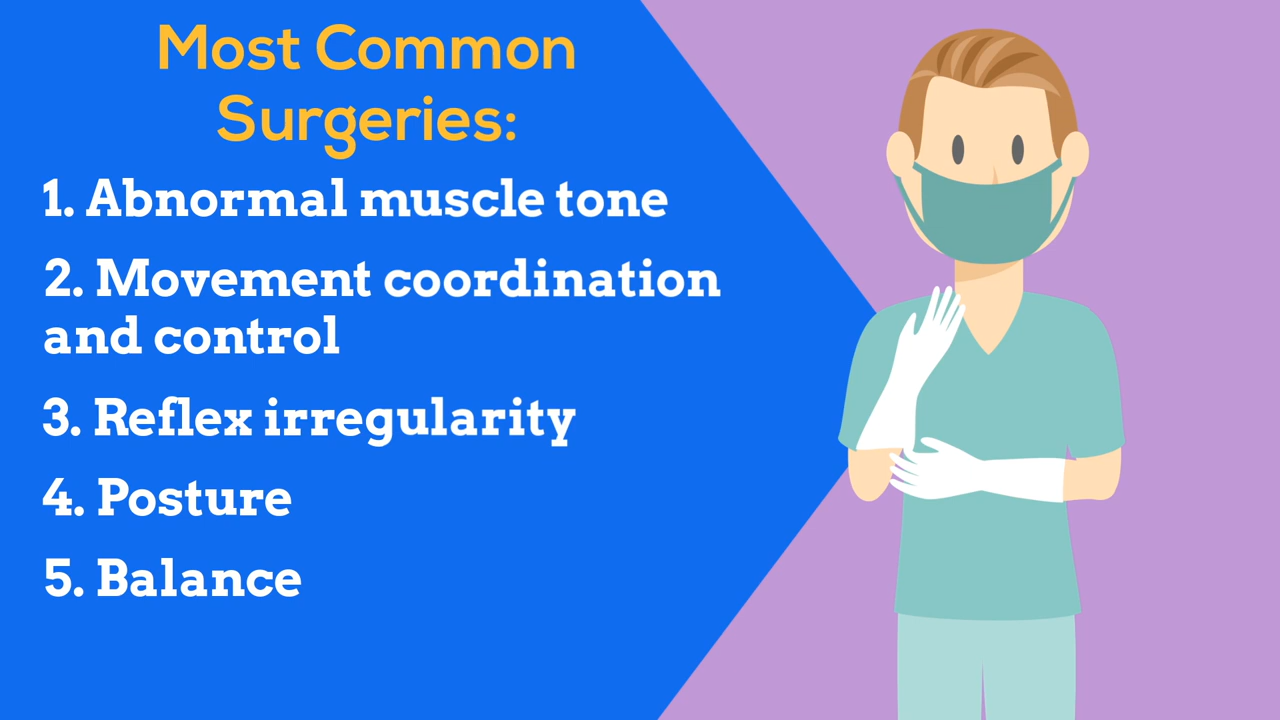 Most Common
Surgeries:
1. Abnormal muscle tone
2. Movement coordination
and control
3. Reflex irregularity
4. Posture
5. Balance